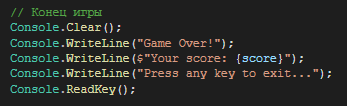 // Конец игры
Console.Clear();
Console.WriteLine("Game Over!");
Console.WriteLine($"Your score: {score}");
Console.WriteLine("Press any key to exit...");
Console.ReadKey();